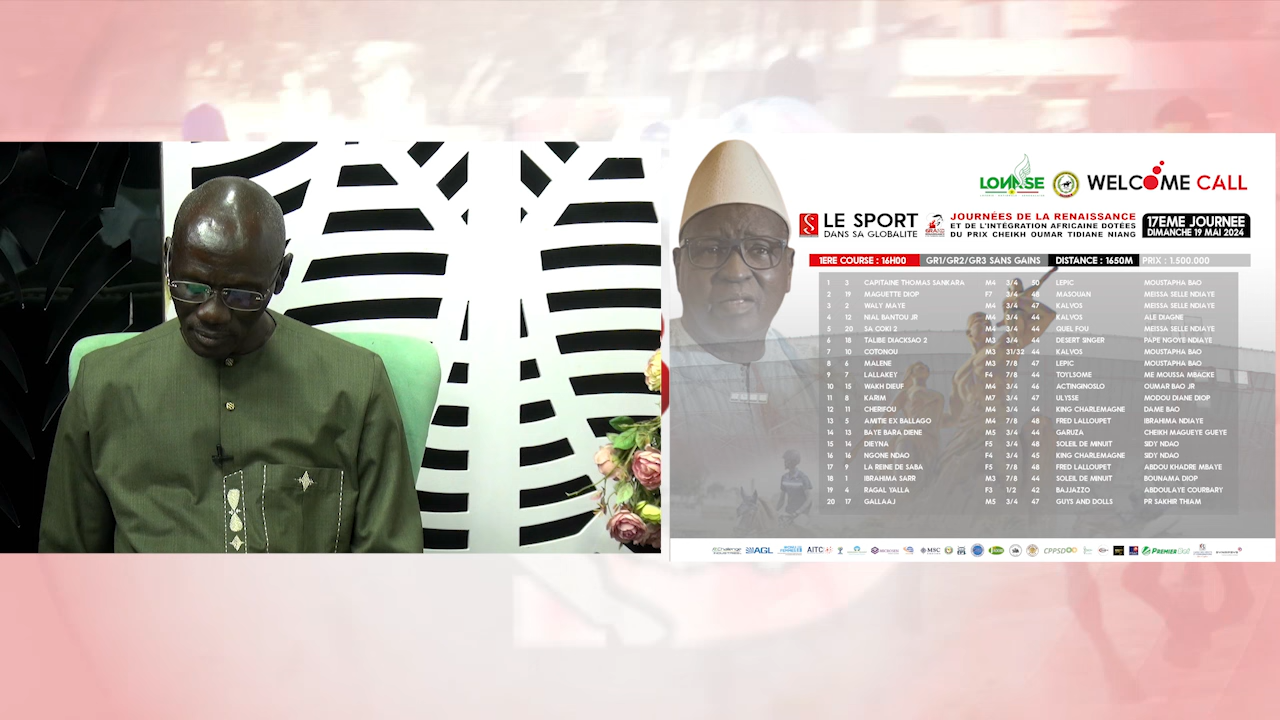 LONASE
WELCOME CALL
S LE SPORT
DANS SA GLOBALITE
JOURNÉES DE LA RENAISSANCE
ET DE L'INTÉGRATION AFRICAINE DOTÉES
DU PRIX CHEIKH OUMAR TIDIANE NIANG
17EME JOURNEE
DIMANCHE 19 MAI 2024
1ERE COURSE : 16H00 GR1/GR2/GR3 SANS GAINS DISTANCE : 1650M PRIX : 1.500.000
1 3 CAPITAINE THOMAS SANKARA M4 3/4 50 LEPIC MOUSTAPHA BAO
2 19 MAGUETTE DIOP F7 3/4 48 MASOUAN MEISSA SELLE NDIAYE
3 2 WALY MAYE M4 3/4 47 KALVOS MEISSA SELLE NDIAYE
4 12 NIAL BANTOU JR M4 3/4 44 KALVOS ALE DIAGNE
5 20 SA COKI 2 M4 3/4 44 QUEL FOU MEISSA SELLE NDIAYE
6 18 TALIBE DIACKSAO 2 M3 3/4 44 DESERT SINGER PAPE NGOYE NDIAYE
7 10 COTONOU M3 31/32 44 KALVOS MOUSTAPHA BAO
8 6 MALENE M3 7/8 47 LEPIC MOUSTAPHA BAO
9 7 LALLAKEY F4 7/8 44 TOYLSOME ME MOUSSA MBACKE
10 15 WAKH DIEUF M4 3/4 46 ACTINGINOSLO OUMAR BAO JR
11 8 KARIM M7 3/4 47 ULYSSE MODOU DIANE DIOP
12 11 CHERIFOU M4 3/4 44 KING CHARLEMAGNE DAME BAO
13 5 AMITIE EX BALLAGO M4 7/8 48 FRED LALLOUPET IBRAHIMA NDIAYE
14 13 BAYE BARA DIENE M5 3/4 44 GARUZA CHEIKH MAGUEYE GUEYE
15 14 DIEYNA F5 3/4 48 SOLEIL DE MINUIT SIDY NDAO
16 16 NGONE NDAO F4 3/4 45 KING CHARLEMAGNE SIDY NDAO
17 9 LA REINE DE SABA F5 7/8 48 FRED LALLOUPET ABDOU KHADRE MBAYE
18 1 IBRAHIMA SARR M3 7/8 44 SOLEIL DE MINUIT BOUNAMA DIOP
19 4 RAGAL YALLA F3 1/2 42 BAJJAZZO ABDOULAYE COURBARY
20 17 GALLAAJ M5 3/4 47 GUYS AND DOLLS PR SAKHIR THIAM
AGL AITC MSC CPPSD PREMIER Bet